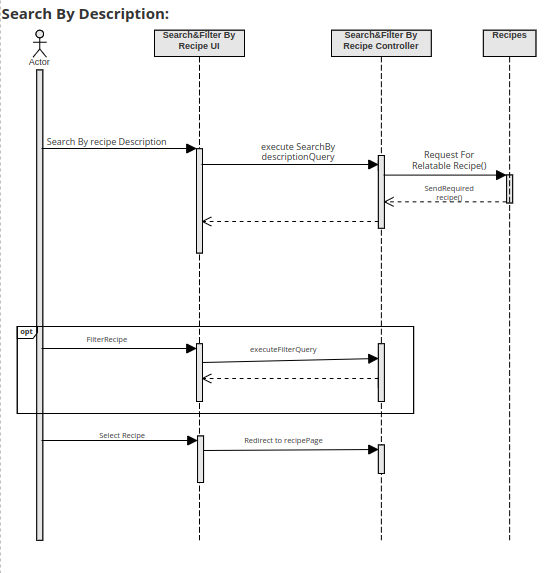 Search By Description:
Search&Filter By
Recipe UI
Search&Filter By
Recipe Controller
Recipes
Actor
Search By recipe Description
execute SearchBy
descriptionQuery
Request For
Relatable Recipe()
SendRequired
recipe()
opt
FilterRecipe
executeFilterQuery
Select Recipe
Redirect to recipePage